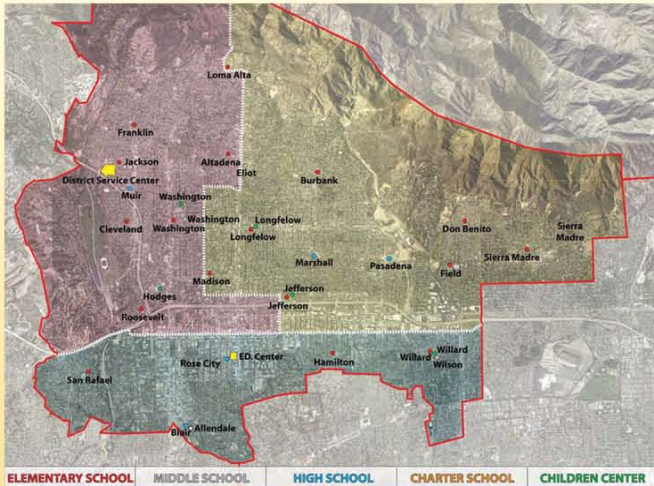 Loma Alta
Franklin
Jackson
Altadena
Eliot
District Service Center
Burbank
Muir
Washington
Washington
Longfelow
Cleveland
Washington
Longfelow
Don Benito
Sierra
Madre
Marshall
Pasadena
Sierra Madre
Field
Madison
Hodges
Jefferson
Jefferson
Roosevelt
Rose City
ED. Center
Hamilton
Willard
Willard
Wilson
San Rafael
Blair
Allendale
ELEMENTARY SCHOOL
MIDDLE SCHOOL
HIGH SCHOOL
CHARTER SCHOOL
CHILDREN CENTER